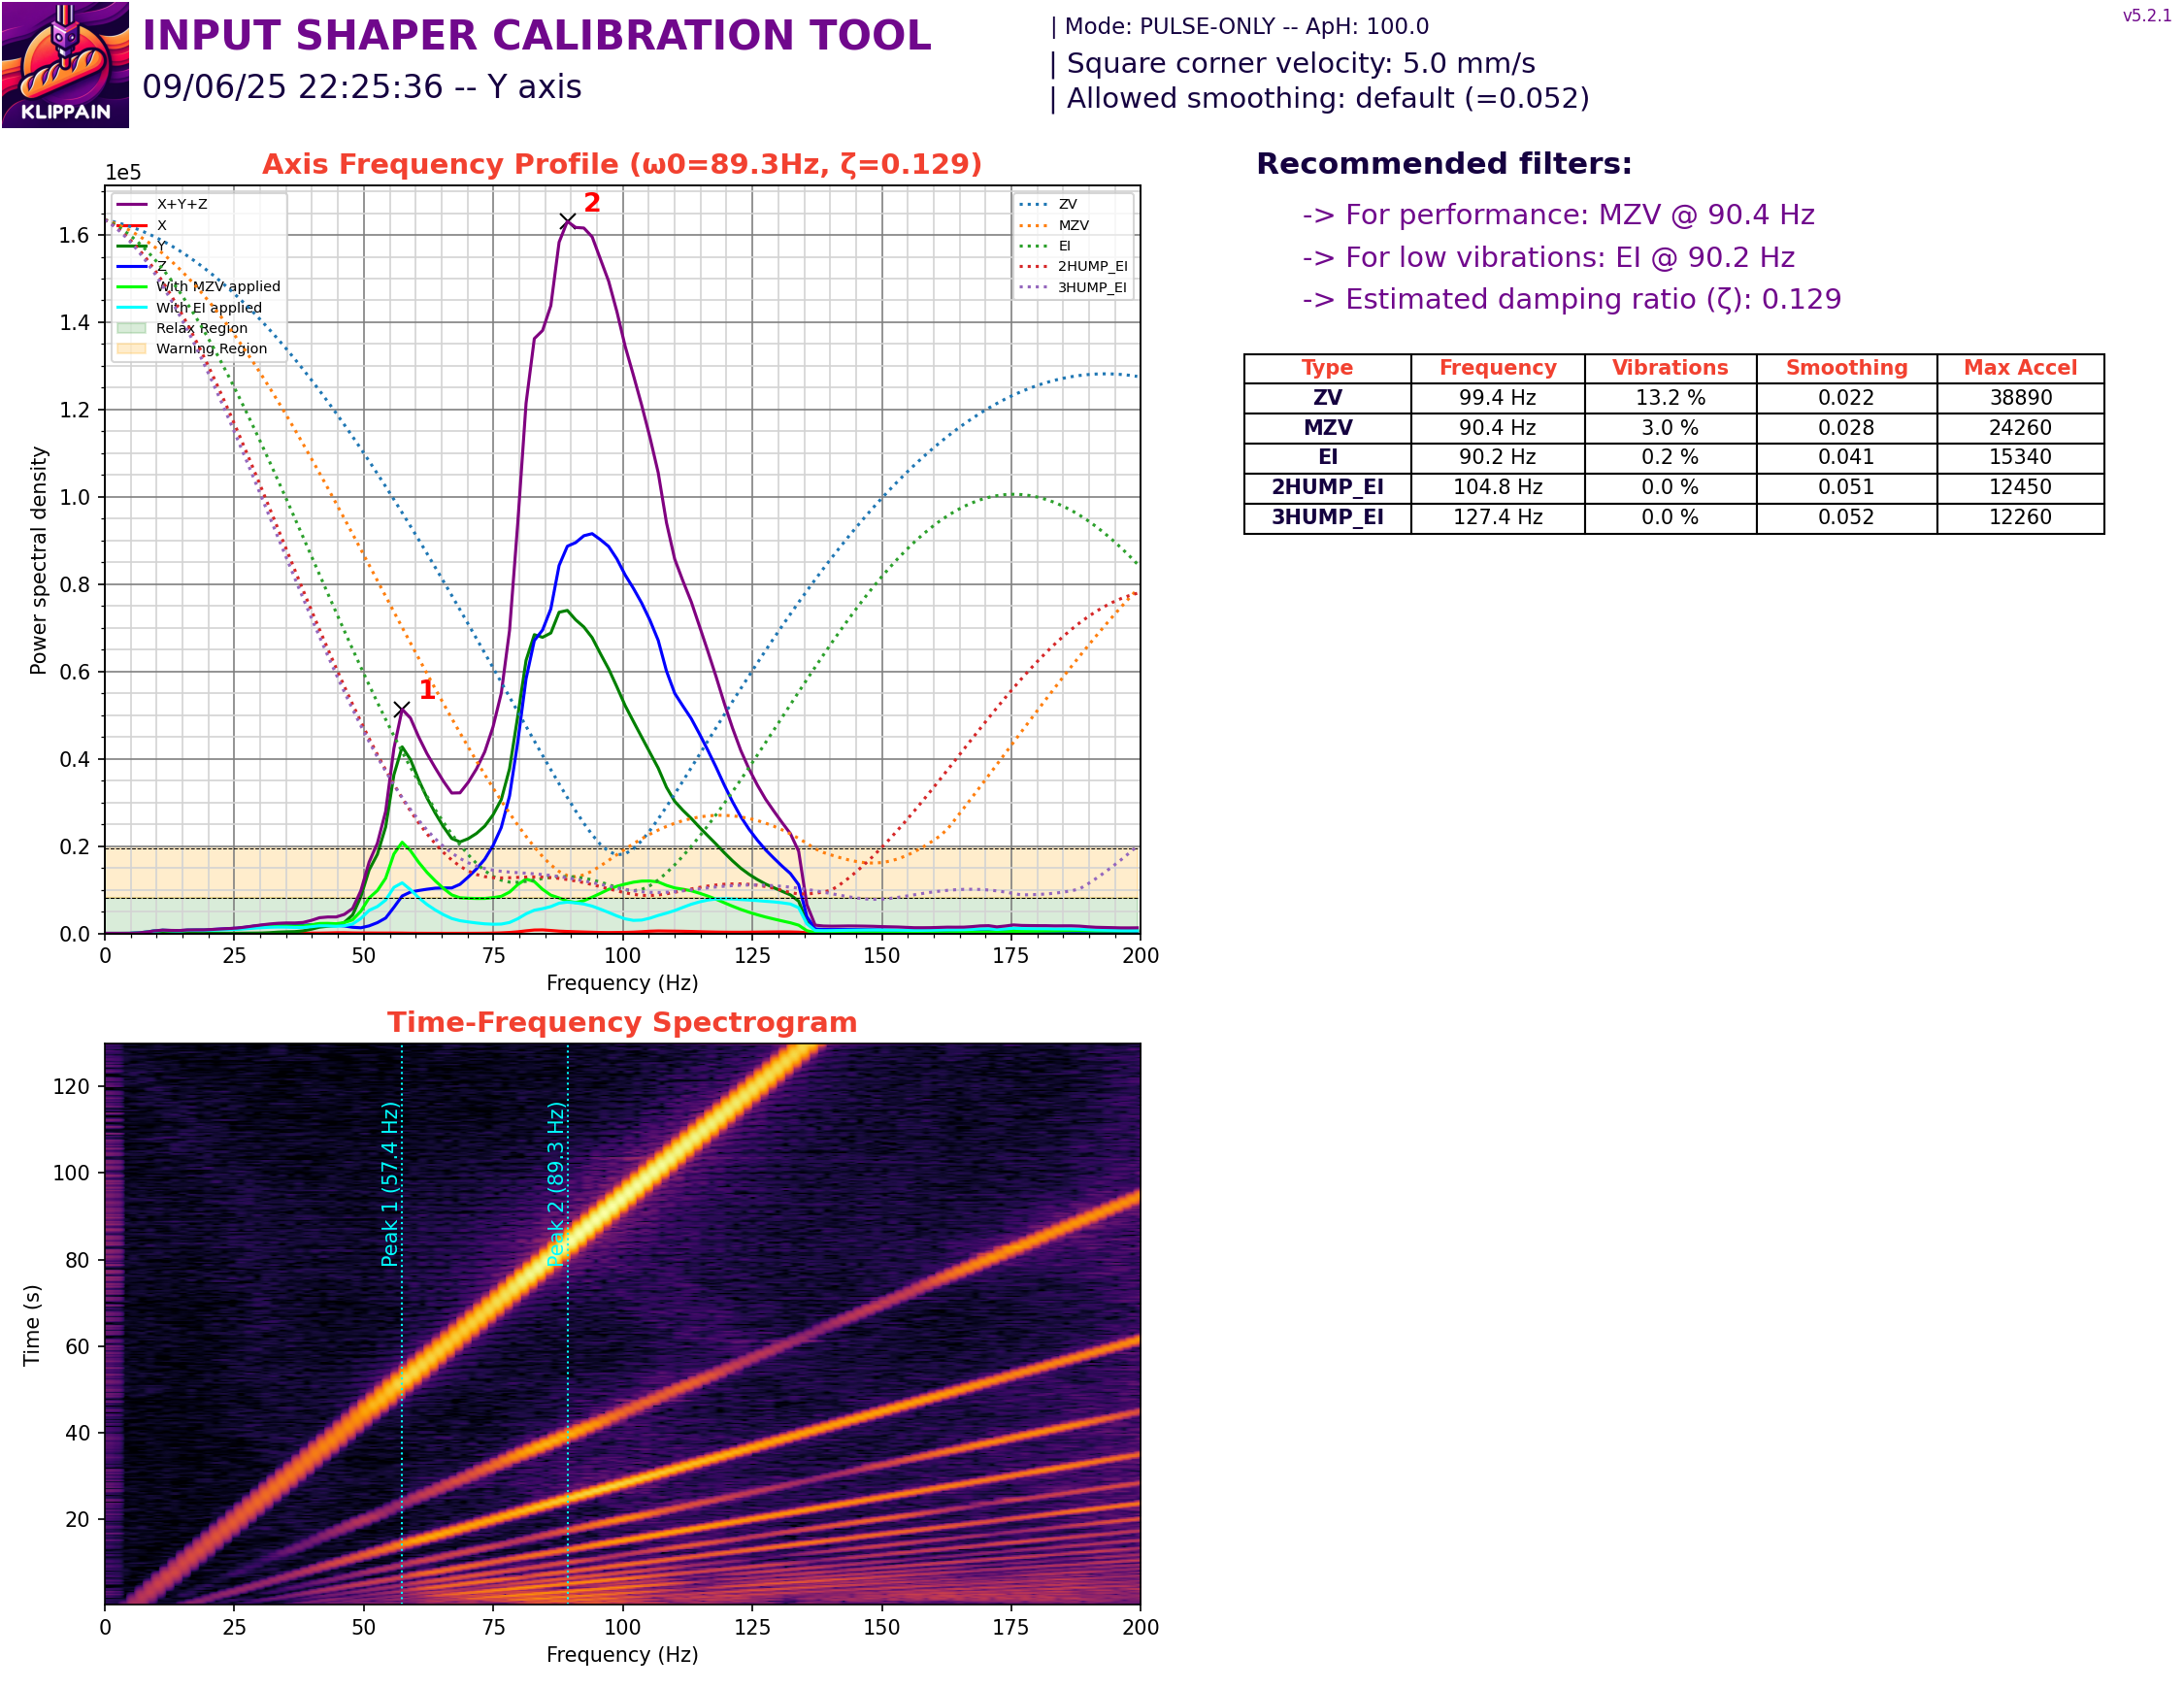 v5.2.1
INPUT SHAPER CALIBRATION TOOL
09/06/25 22:25:36 -- Y axis
KLIPPAIN
| Mode: PULSE-ONLY -- ApH: 100.0
| Square corner velocity: 5.0 mm/s
| Allowed smoothing: default (=0.052)
Axis Frequency Profile (ω0=89.3Hz, ζ=0.129)
1e5
X+Y+Z
X
Y
Z
With MZV applied
With EI applied
Relax Region
Warning Region
ZV
MZV
EI
2HUMP_EI
3HUMP_EI
2
1
Power spectral density
1.6
1.4
1.2
1.0
0.8
0.6
0.4
0.2
0.0
0 25 50 75 100 125 150 175 200
Frequency (Hz)
Recommended filters:
-> For performance: MZV @ 90.4 Hz
-> For low vibrations: EI @ 90.2 Hz
-> Estimated damping ratio (ζ): 0.129
Type Frequency Vibrations Smoothing Max Accel
ZV 99.4 Hz 13.2 % 0.022 38890
MZV 90.4 Hz 3.0 % 0.028 24260
EI 90.2 Hz 0.2 % 0.041 15340
2HUMP_EI 104.8 Hz 0.0 % 0.051 12450
3HUMP_EI 127.4 Hz 0.0 % 0.052 12260
Time-Frequency Spectrogram
Time (s)
120
100
80
60
40
20
Peak 1 (57.4 Hz)
Peak 2 (89.3 Hz)
0 25 50 75 100 125 150 175 200
Frequency (Hz)